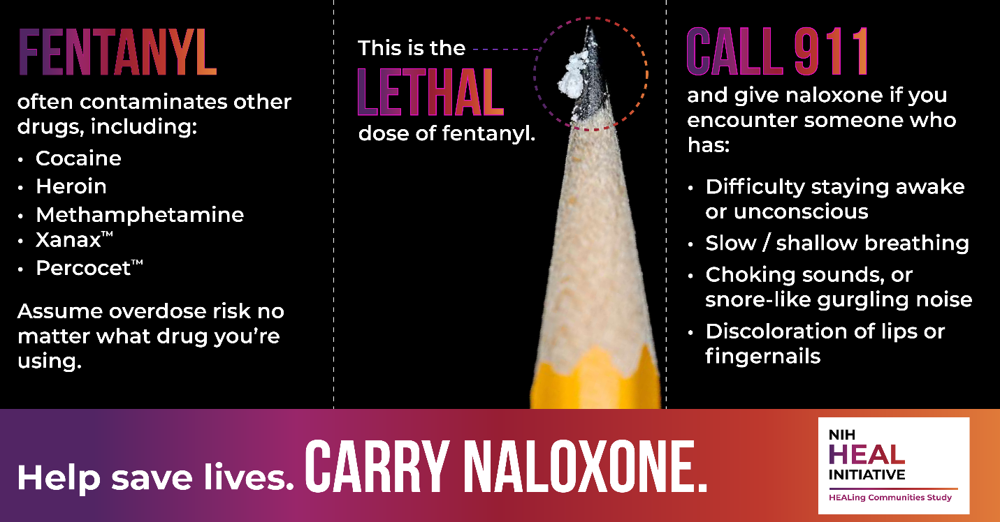 FENTANYL
often contaminates other
drugs, including:
• Cocaine
• Heroin
• Methamphetamine
• Xanax™
• Percocet™
Assume overdose risk no
matter what drug you’re
using.
This is the
LETHAL
dose of fentanyl.
CALL 911
and give naloxone if you
encounter someone who
has:
• Difficulty staying awake
or unconscious
• Slow / shallow breathing
• Choking sounds, or
snore-like gurgling noise
• Discoloration of lips or
fingernails
Help save lives. CARRY NALOXONE.
NIH
HEAL
INITIATIVE
HEALing Communities Study